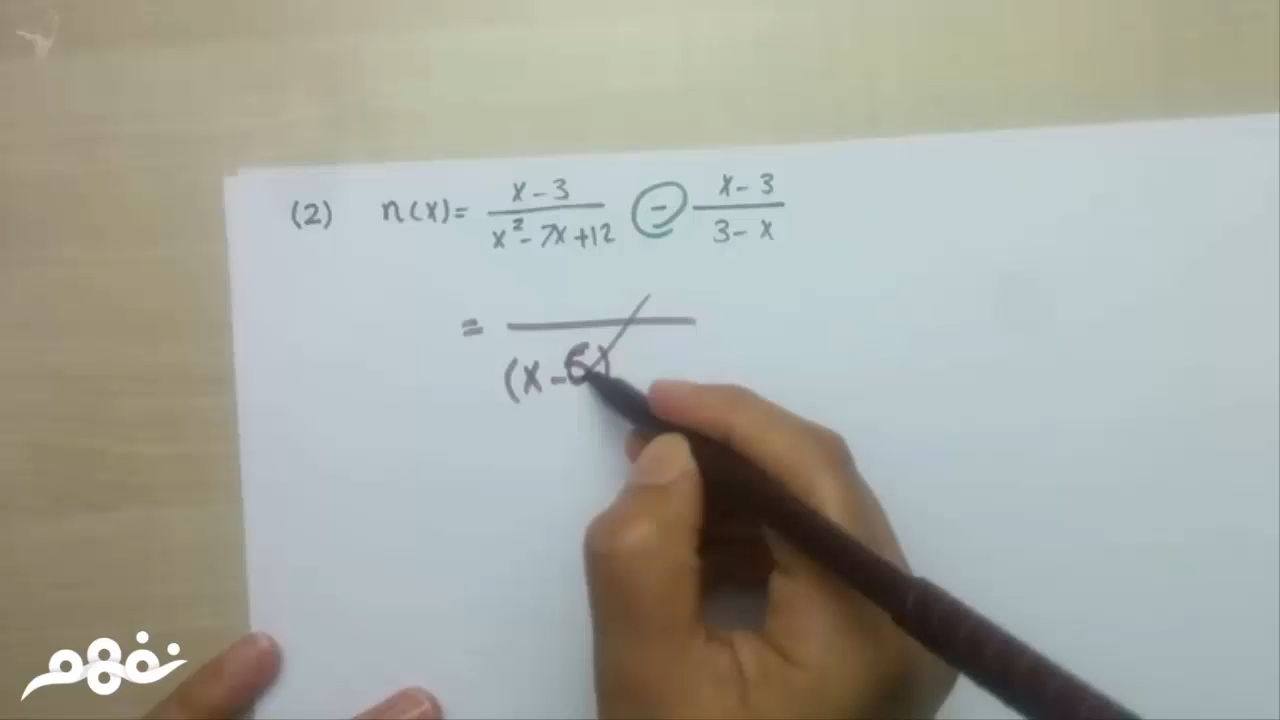 (2) n(x) = x - 3 / x² - 7x + 12 - x - 3 / 3 - x
= (x - 6)
نفهم